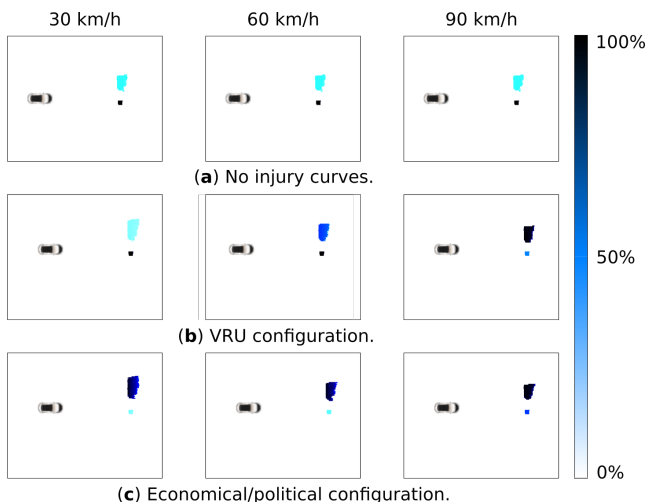 30 km/h 60 km/h 90 km/h
100%
(a) No injury curves.
50%
(b) VRU configuration.
0%
(c) Economical/political configuration.